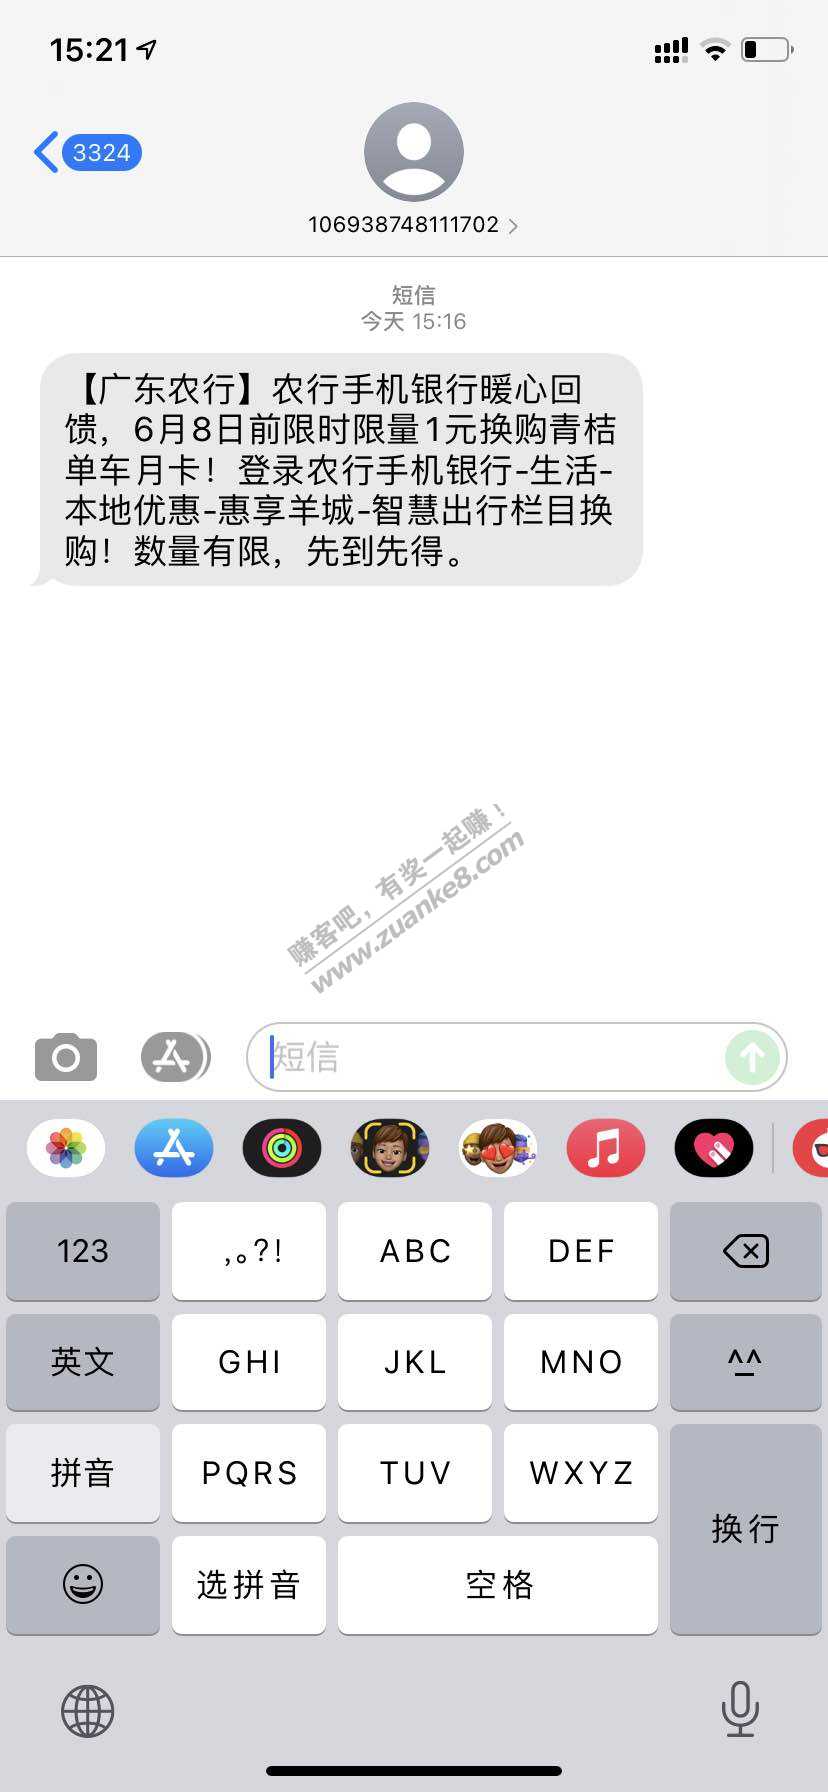 15:21
3324
106938748111702
短信
今天 15:16
【广东农行】农行手机银行暖心回
馈，6月8日前限时限量1元换购青桔
单车月卡！登录农行手机银行-生活-
本地优惠-惠享羊城-智慧出行栏目换
购！数量有限，先到先得。
赚客吧，有奖一起赚！
www.zuanke8.com
短信
123
,。?!
ABC
DEF
英文
GHI
JKL
MNO
^^
拼音
PQRS
TUV
WXYZ
换行
选拼音
空格